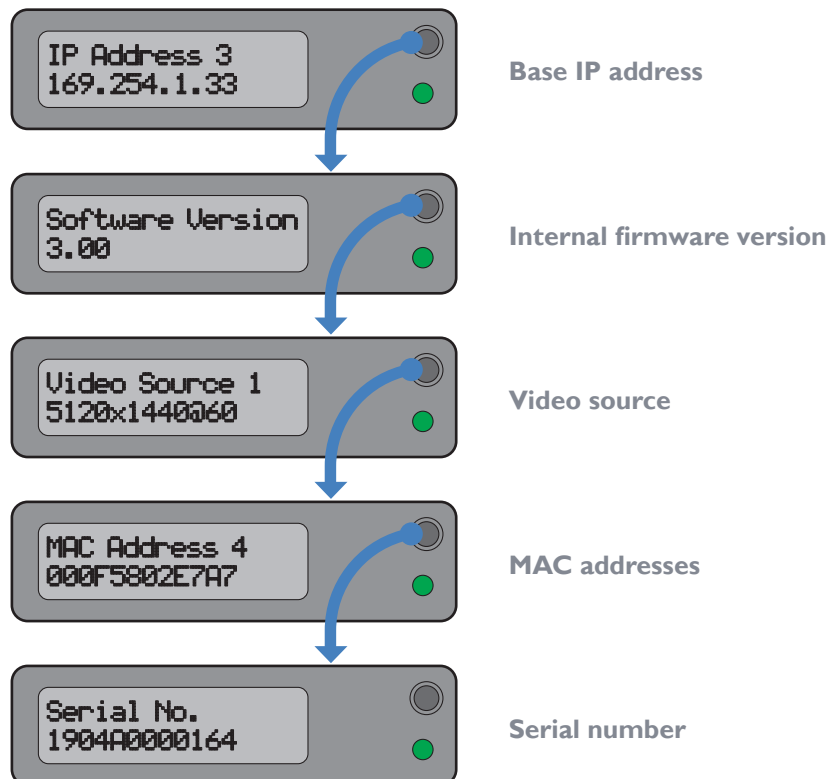 IP Address 3
169.254.1.33
Base IP address
Software Version
3.00
Internal firmware version
Video Source 1
5120x1440@60
Video source
MAC Address 4
000F5802E7A7
MAC addresses
Serial No.
1904A0000164
Serial number